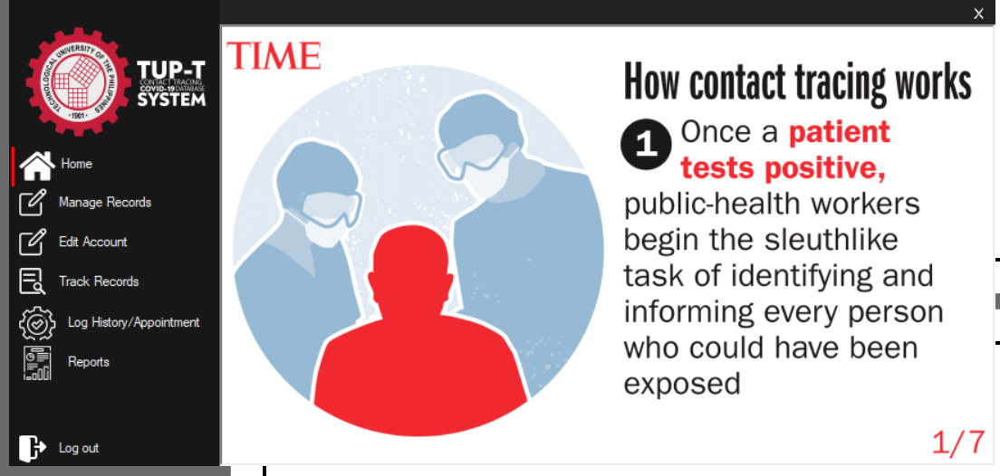 X
TECHNOLOGICAL UNIVERSITY OF THE PHILIPPINES
• 1901 •
TUP-T
CONTACT TRACING
COVID-19 DATABASE
SYSTEM
Home
Manage Records
Edit Account
Track Records
Log History/Appointment
Reports
Log out
TIME
How contact tracing works
1 Once a patient
tests positive,
public-health workers
begin the sleuthlike
task of identifying and
informing every person
who could have been
exposed
1/7